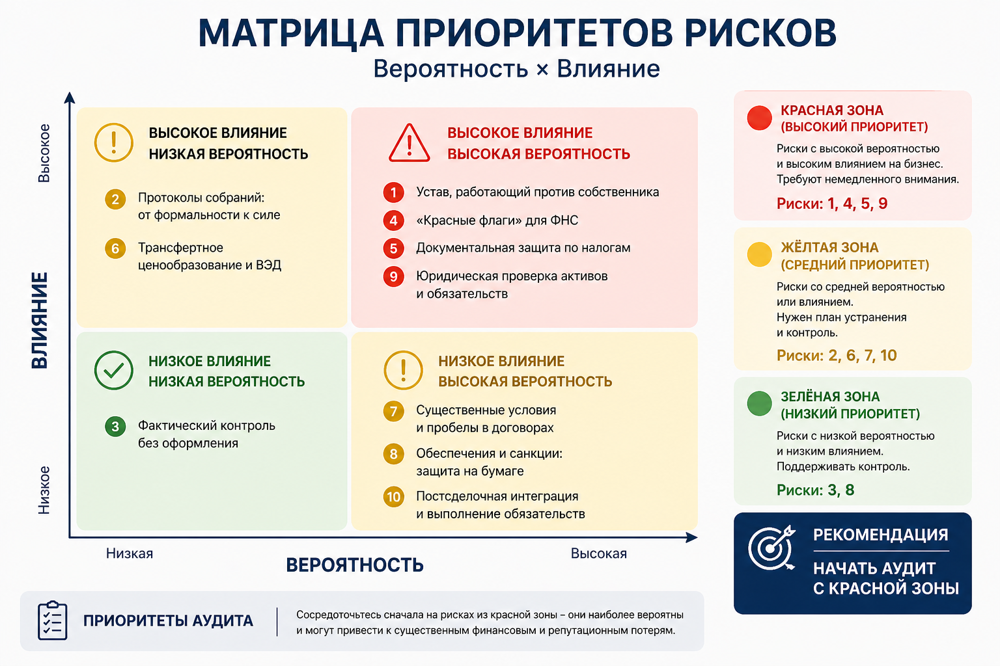 МАТРИЦА ПРИОРИТЕТОВ РИСКОВ
Вероятность × Влияние
ВЛИЯНИЕ
Высокое
Низкое
ВЫСОКОЕ ВЛИЯНИЕ
НИЗКАЯ ВЕРОЯТНОСТЬ
2 Протоколы собраний:
от формальности к силе
6 Трансфертное
ценообразование и ВЭД
ВЫСОКОЕ ВЛИЯНИЕ
ВЫСОКАЯ ВЕРОЯТНОСТЬ
1 Устав, работающий против собственника
4 «Красные флаги» для ФНС
5 Документальная защита по налогам
9 Юридическая проверка активов
и обязательств
НИЗКОЕ ВЛИЯНИЕ
НИЗКАЯ ВЕРОЯТНОСТЬ
3 Фактический контроль
без оформления
НИЗКОЕ ВЛИЯНИЕ
ВЫСОКАЯ ВЕРОЯТНОСТЬ
7 Существенные условия
и пробелы в договорах
8 Обеспечения и санкции:
защита на бумаге
10 Постсделочная интеграция
и выполнение обязательств
Низкая
Высокая
ВЕРОЯТНОСТЬ
КРАСНАЯ ЗОНА
(ВЫСОКИЙ ПРИОРИТЕТ)
Риски с высокой вероятностью
и высоким влиянием на бизнес.
Требуют немедленного внимания.
Риски: 1, 4, 5, 9
ЖЁЛТАЯ ЗОНА
(СРЕДНИЙ ПРИОРИТЕТ)
Риски со средней вероятностью
или влиянием.
Нужен план устранения
и контроль.
Риски: 2, 6, 7, 10
ЗЕЛЁНАЯ ЗОНА
(НИЗКИЙ ПРИОРИТЕТ)
Риски с низкой вероятностью
и низким влиянием.
Поддерживать контроль.
Риски: 3, 8
РЕКОМЕНДАЦИЯ
НАЧАТЬ АУДИТ
С КРАСНОЙ ЗОНЫ
ПРИОРИТЕТЫ АУДИТА
Сосредоточьтесь сначала на рисках из красной зоны – они наиболее вероятны
и могут привести к существенным финансовым и репутационным потерям.